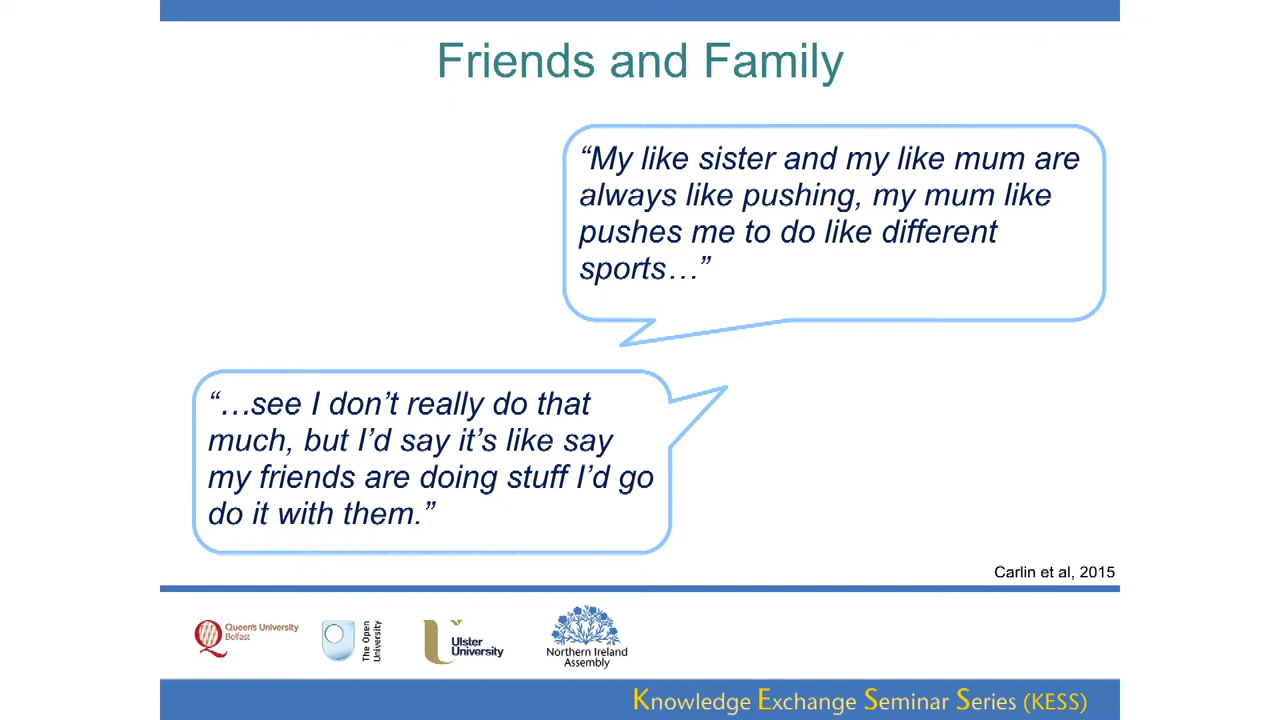 Friends and Family
“My like sister and my like mum are
always like pushing, my mum like
pushes me to do like different
sports…”
“…see I don’t really do that
much, but I’d say it’s like say
my friends are doing stuff I’d go
do it with them.”
Carlin et al, 2015
Queen's University
Belfast
The Open
University
Ulster
University
Northern Ireland
Assembly
Knowledge Exchange Seminar Series (KESS)